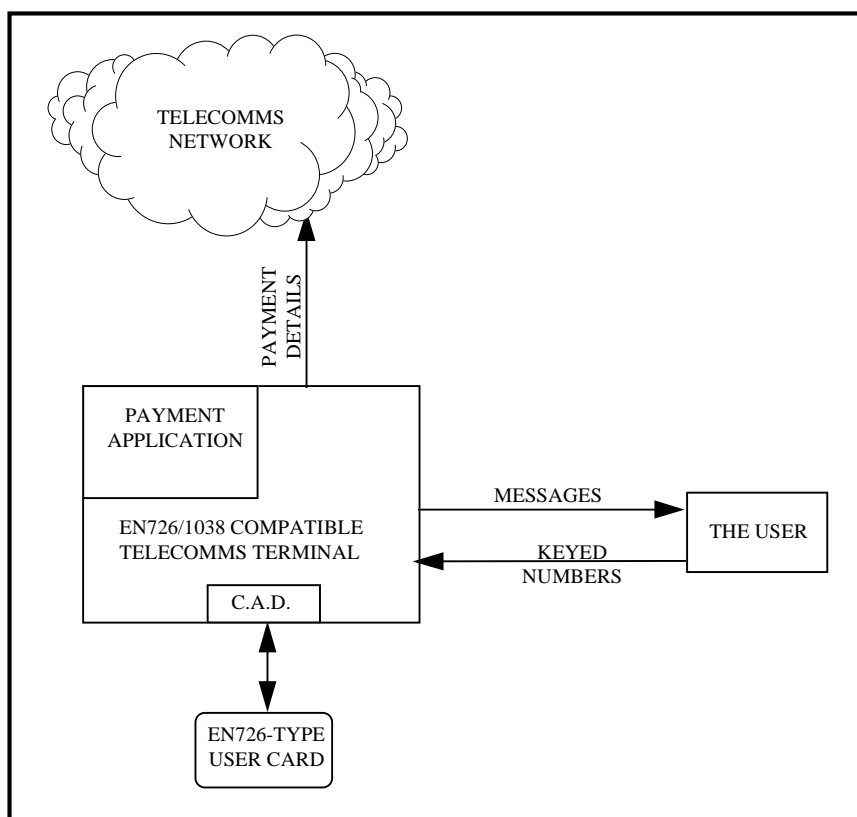 TELECOMMS
NETWORK
PAYMENT
DETAILS
PAYMENT
APPLICATION
EN726/1038 COMPATIBLE
TELECOMMS TERMINAL
C.A.D.
MESSAGES
KEYED
NUMBERS
THE USER
EN726-TYPE
USER CARD